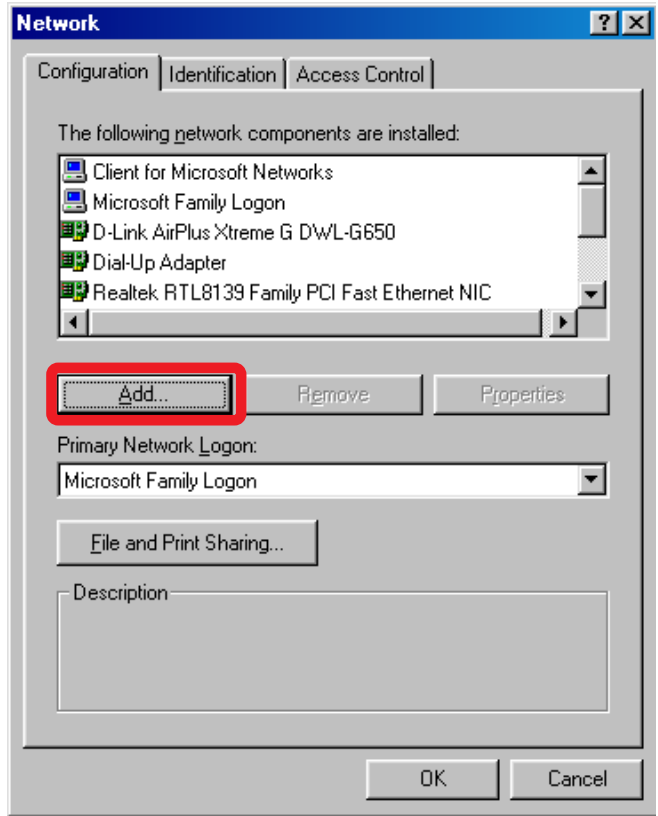 Network
Configuration Identification Access Control
The following network components are installed:
Client for Microsoft Networks
Microsoft Family Logon
D-Link AirPlus Xtreme G DWL-G650
Dial-Up Adapter
Realtek RTL8139 Family PCI Fast Ethernet NIC
Add... Remove Properties
Primary Network Logon:
Microsoft Family Logon
File and Print Sharing...
Description
OK Cancel